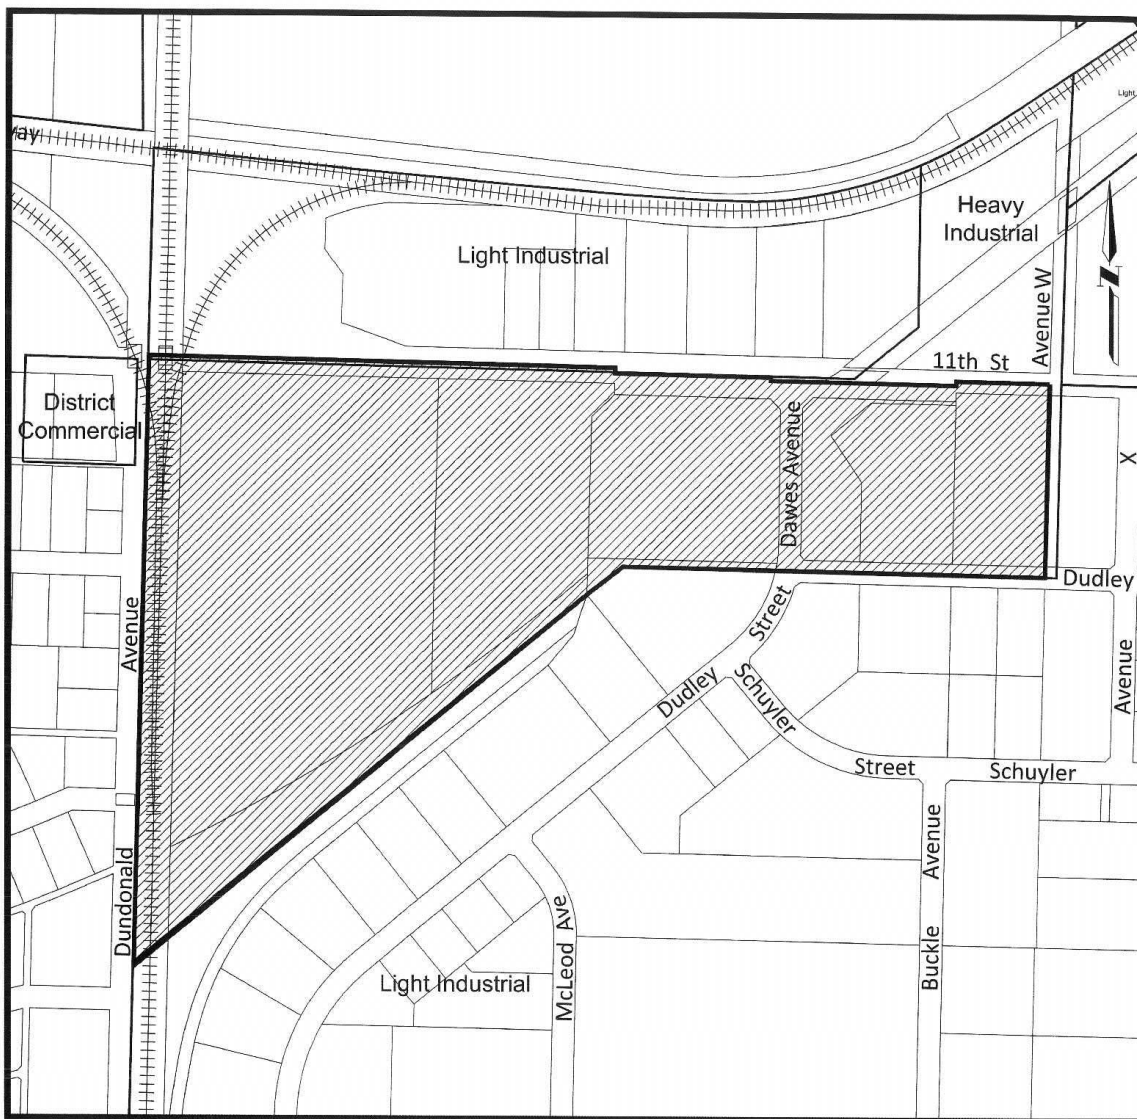 way
Light
Heavy
Industrial
Light Industrial
Avenue W
N
11th St
District
Commercial
Dawes Avenue
X
Dudley
Street
Avenue
Avenue
Dudley
Schuyler
Street
Schuyler
Avenue
Dundonald
McLeod Ave
Buckle
Light Industrial